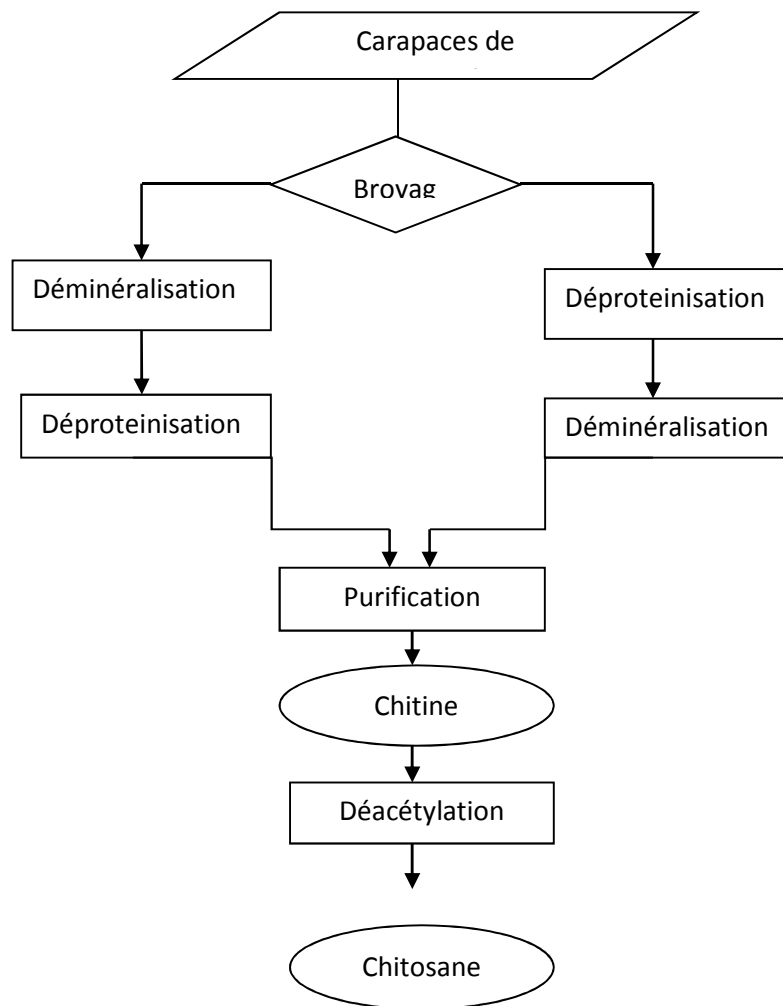 Carapaces de
Brovag
Déminéralisation
Déproteinisation
Déproteinisation
Déminéralisation
Purification
Chitine
Déacétylation
Chitosane